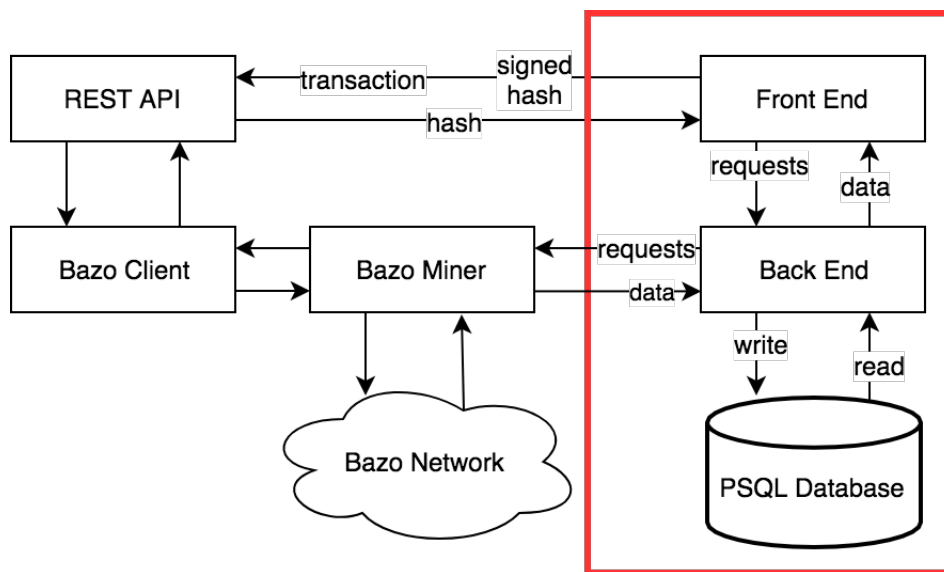 REST API
transaction
signed
hash
Front End
hash
requests
data
Bazo Client
Bazo Miner
requests
data
Back End
write
read
Bazo Network
PSQL Database